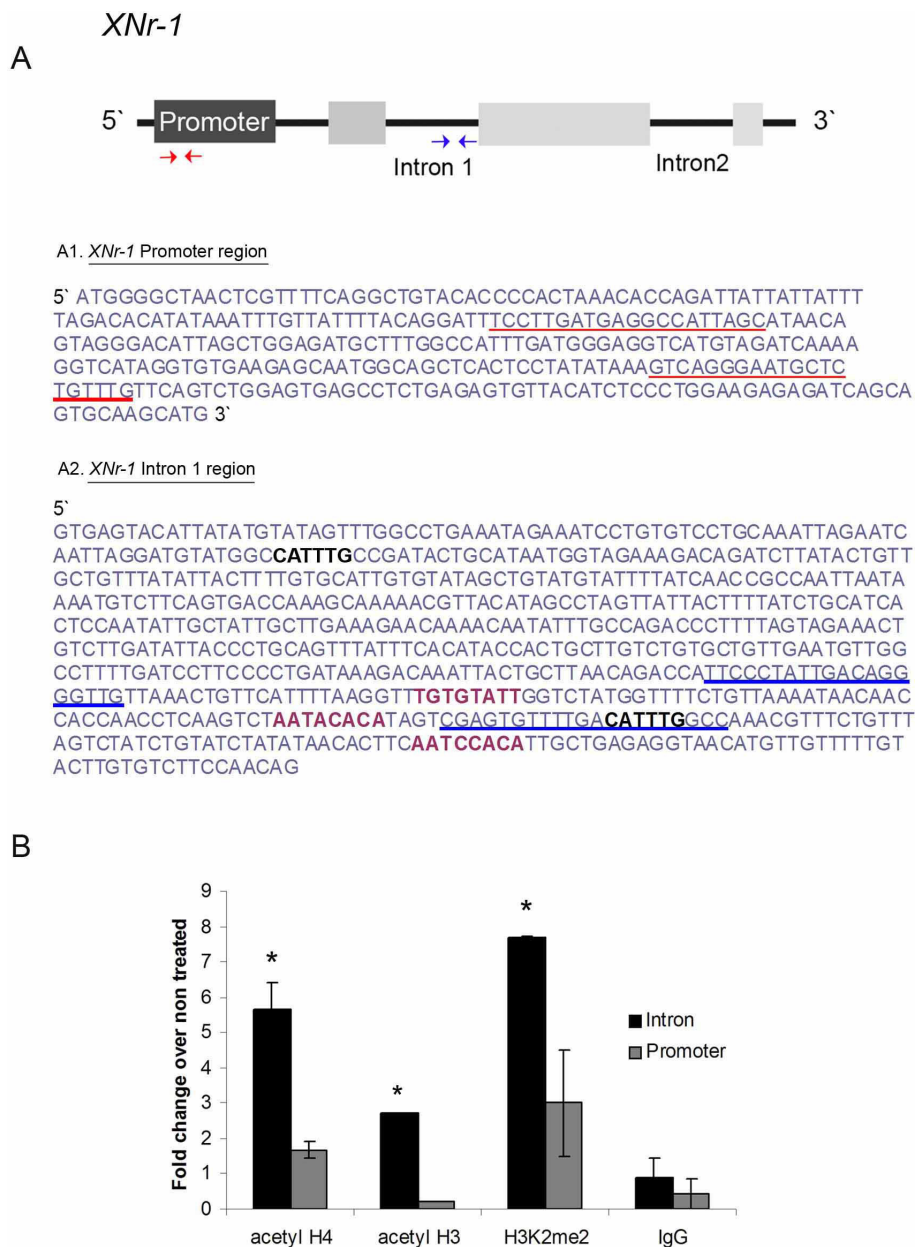 XNr-1
A
5` Promoter 3`
Intron 1 Intron2
A1. XNr-1 Promoter region
5` ATGGGGCTAACTCGTTTTCAGGCTGTACACCCCACTAAACACCAGATTATTATTATTT
TAGACACATATAAATTTGTTATTTTACAGGATTTCCTTGATGAGGCCATTAGCATAACA
GTAGGGACATTAGCTGGAGATGCTTTGGCCATTTGATGGGAGGTCATGTAGATCAAAA
GGTCATAGGTGTGAAGAGCAATGGCAGCTCACTCCTATATAAAGTCAGGGAATGCTC
TGTTTGTTCAGTCTGGAGTGAGCCTCTGAGAGTGTTACATCTCCCTGGAAGAGAGATCAGCA
GTGCAAGCATG 3`
A2. XNr-1 Intron 1 region
5`
GTGAGTACATTATATGTATAGTTTGGCCTGAAATAGAAATCCTGTGTCCTGCAAATTAGAATC
AATTAGGATGTATGGCCATTTGCCGATACTGCATAATGGTAGAAAGACAGATCTTATACTGTT
GCTGTTTATATTACTTTTGTGCATTGTGTATAGCTGTATGTATTTTATCAACCGCCAATTAATA
AAATGTCTTCAGTGACCAAAGCAAAAACGTTACATAGCCTAGTTATTACTTTTATCTGCATCA
CTCCAATATTGCTATTGCTTGAAAGAACAAAACAATATTTGCCAGACCCTTTTAGTAGAAACT
GTCTTGATATTACCCTGCAGTTTATTTCACATACCACTGCTTGTCTGTGCTGTTGAATGTTGG
CCTTTTGATCCTTCCCCTGATAAAGACAAATTACTGCTTAACAGACCATTCCCTATTGACAGG
GGTTGTTAAACTGTTCATTTTAAGGTTTGTGTATTGGTCTATGGTTTTCTGTTAAAATAACAAC
CACCAACCTCAAGTCTAATACACATAGTCGAGTGTTTTGACATTTGGCCAAACGTTTCTGTTT
AGTCTATCTGTATCTATATAACACTTCAATCCACATTGCTGAGAGGTAACATGTTGTTTTTGT
ACTTGTGTCTTCCAACAG
B
Fold change over non treated
9
8
7
6
5
4
3
2
1
0
*
*
*
Intron
Promoter
acetyl H4 acetyl H3 H3K2me2 IgG